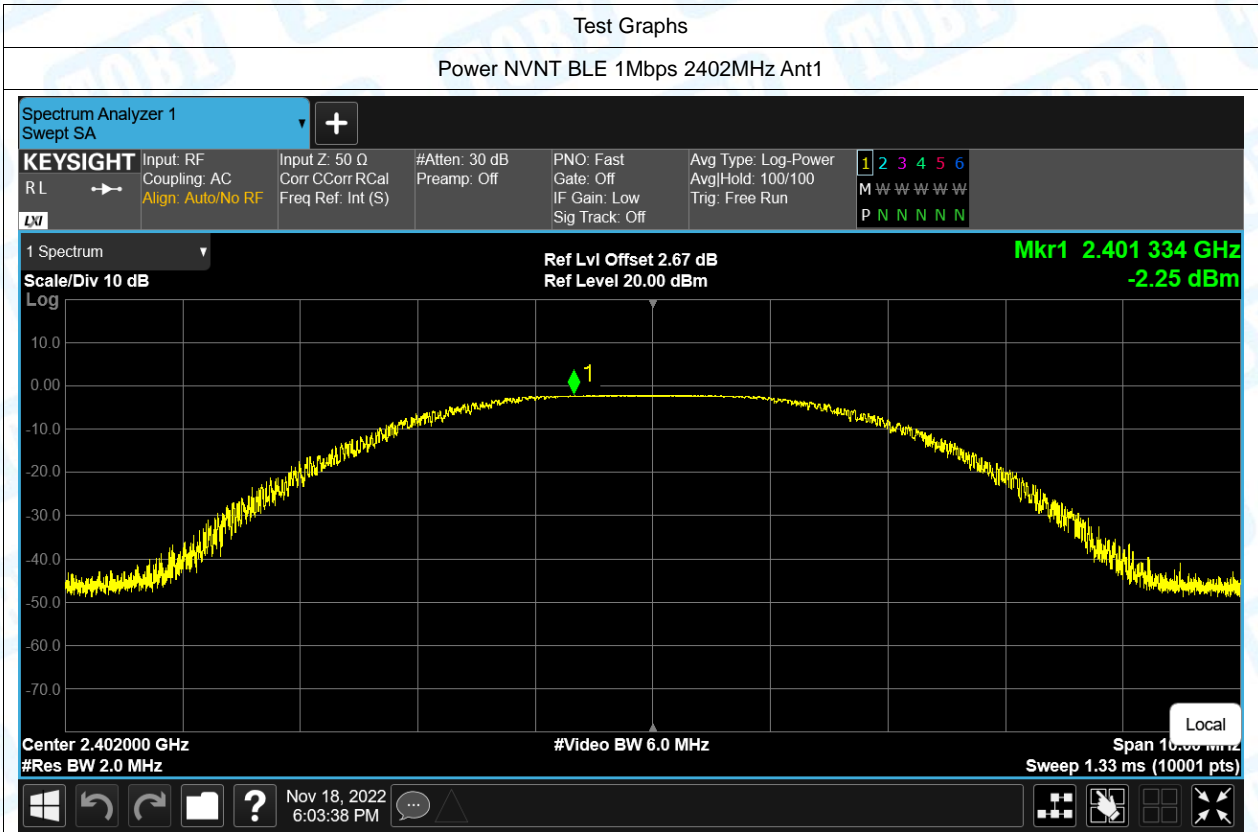 TOBY
Test Graphs
Power NVNT BLE 1Mbps 2402MHz Ant1
Spectrum Analyzer 1
Swept SA
KEYSIGHT
R L
LXI
Input: RF
Coupling: AC
Align: Auto/No RF
Input Z: 50 Ω
Corr CCorr RCal
Freq Ref: Int (S)
#Atten: 30 dB
Preamp: Off
PNO: Fast
Gate: Off
IF Gain: Low
Sig Track: Off
Avg Type: Log-Power
Avg|Hold: 100/100
Trig: Free Run
1 2 3 4 5 6
M W W W W W
P N N N N N
1 Spectrum
Scale/Div 10 dB
Ref Lvl Offset 2.67 dB
Ref Level 20.00 dBm
Mkr1 2.401 334 GHz
-2.25 dBm
Log
10.0
0.00
-10.0
-20.0
-30.0
-40.0
-50.0
-60.0
-70.0
1
Local
Center 2.402000 GHz
#Video BW 6.0 MHz
Span 10.00 MHz
#Res BW 2.0 MHz
Sweep 1.33 ms (10001 pts)
?
Nov 18, 2022
6:03:38 PM